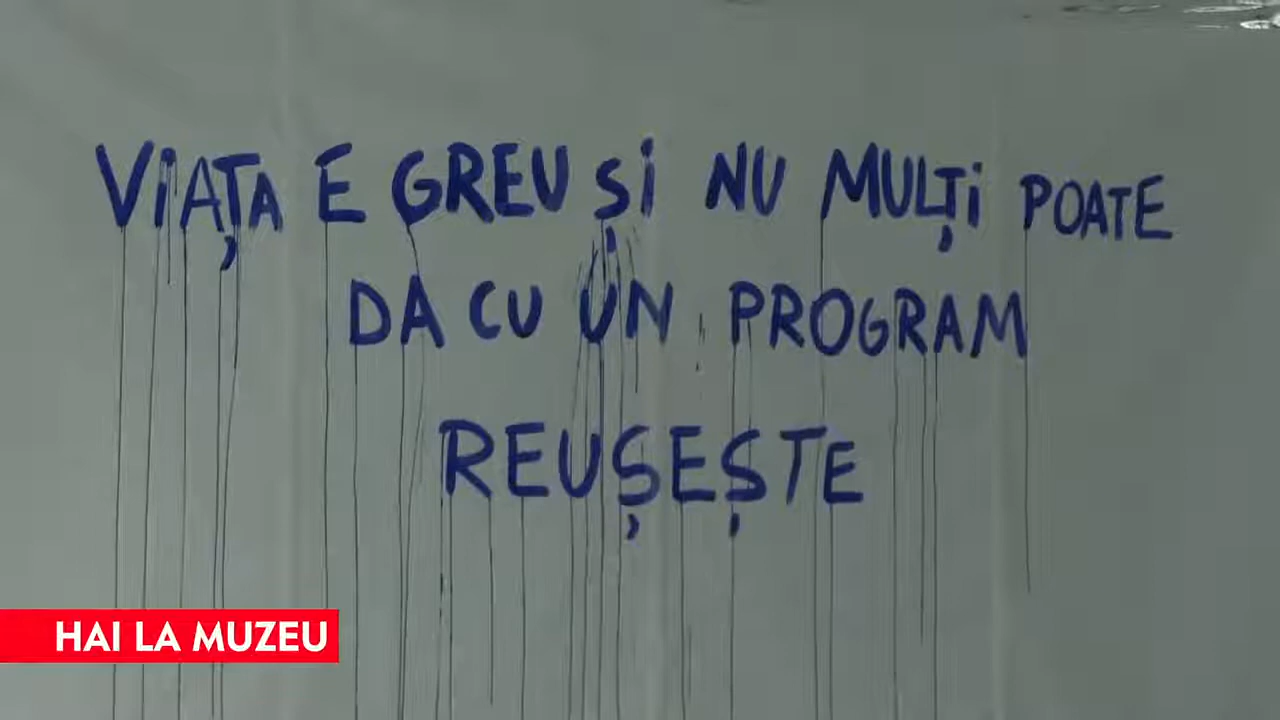 VIAȚA E GREU ȘI NU MULȚI POATE
DA CU UN PROGRAM
REUȘEȘTE
HAI LA MUZEU